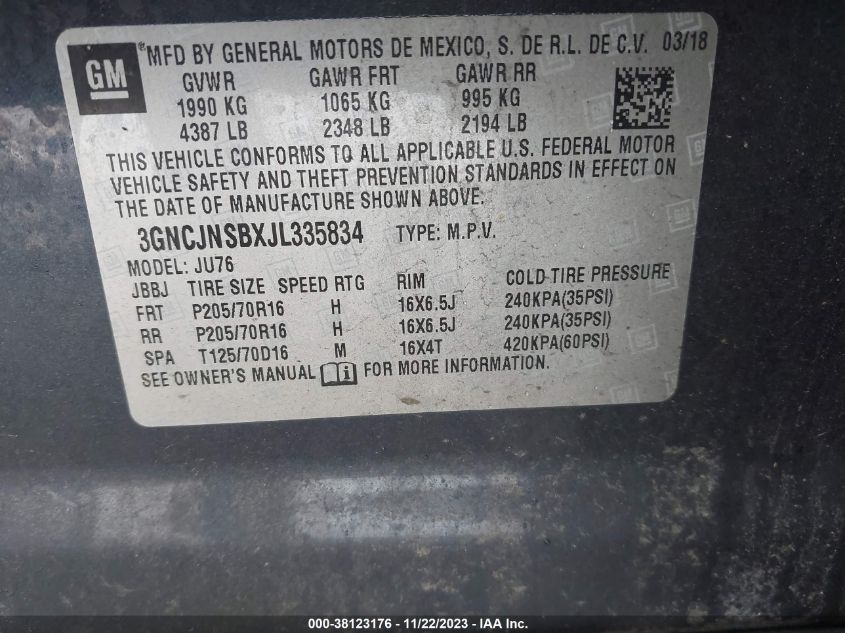 GM
®MFD BY GENERAL MOTORS DE MEXICO, S. DE R.L. DE C.V. 03/18
GVWR GAWR FRT GAWR RR
1990 KG 1065 KG 995 KG
4387 LB 2348 LB 2194 LB
THIS VEHICLE CONFORMS TO ALL APPLICABLE U.S. FEDERAL MOTOR
VEHICLE SAFETY AND THEFT PREVENTION STANDARDS IN EFFECT ON
THE DATE OF MANUFACTURE SHOWN ABOVE.
3GNCJNSBXJL335834 TYPE: M.P.V.
MODEL: JU76
JBBJ TIRE SIZE SPEED RTG RIM COLD TIRE PRESSURE
FRT P205/70R16 H 16X6.5J 240KPA(35PSI)
RR P205/70R16 H 16X6.5J 240KPA(35PSI)
SPA T125/70D16 M 16X4T 420KPA(60PSI)
SEE OWNER'S MANUAL FOR MORE INFORMATION.
000-38123176 - 11/22/2023 - IAA Inc.